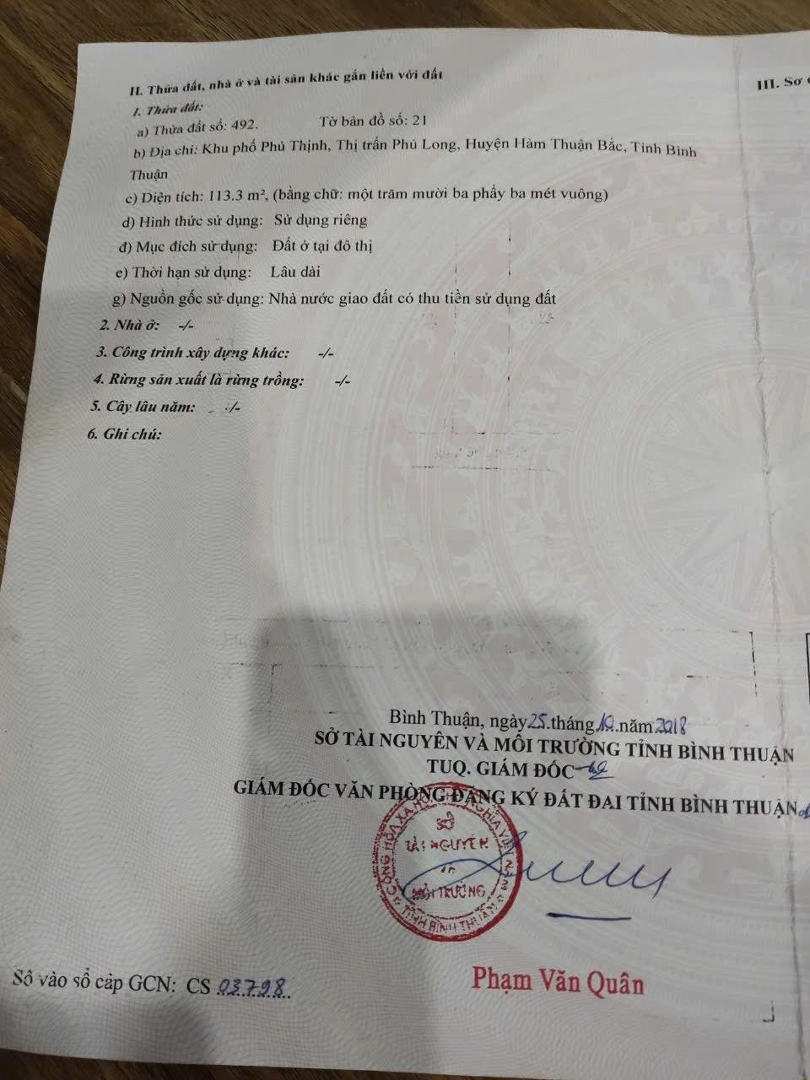 II. Thửa đất, nhà ở và tài sản khác gắn liền với đất
III. Sơ
1. Thửa đất:
a) Thửa đất số: 492. Tờ bản đồ số: 21
b) Địa chỉ: Khu phố Phú Thịnh, Thị trấn Phú Long, Huyện Hàm Thuận Bắc, Tỉnh Bình
Thuận
c) Diện tích: 113.3 m², (bằng chữ: một trăm mười ba phẩy ba mét vuông)
d) Hình thức sử dụng: Sử dụng riêng
đ) Mục đích sử dụng: Đất ở tại đô thị
e) Thời hạn sử dụng: Lâu dài
g) Nguồn gốc sử dụng: Nhà nước giao đất có thu tiền sử dụng đất
2. Nhà ở: -/-
3. Công trình xây dựng khác: -/-
4. Rừng sản xuất là rừng trồng: -/-
5. Cây lâu năm: -/-
6. Ghi chú:
Bình Thuận, ngày 25 tháng 10 năm 2018
SỞ TÀI NGUYÊN VÀ MÔI TRƯỜNG TỈNH BÌNH THUẬN
TUQ. GIÁM ĐỐC
GIÁM ĐỐC VĂN PHÒNG ĐĂNG KÝ ĐẤT ĐAI TỈNH BÌNH THUẬN
SỞ
TÀI NGUYÊN
MÔI TRƯỜNG
TỈNH BÌNH THUẬN
Phạm Văn Quân
Số vào sổ cấp GCN: CS 03798